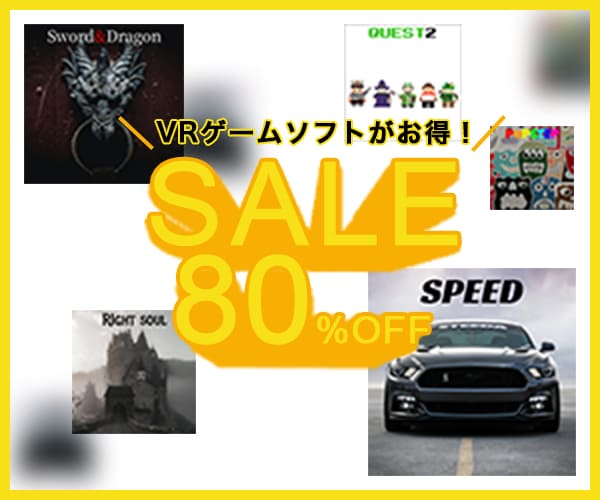 Sword&Dragon
QUEST2
VRゲームソフトがお得！
SALE
80%OFF
SPEED
RIGHT SOUL